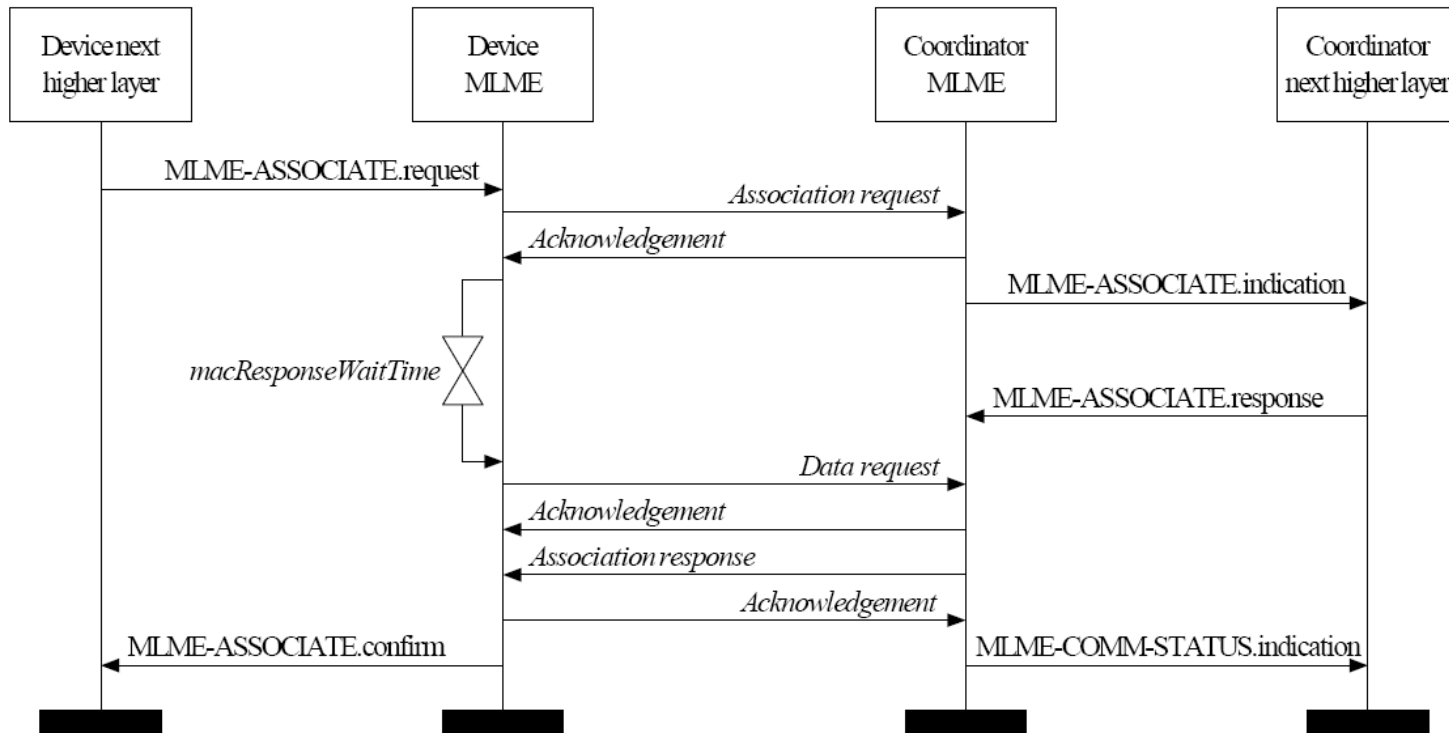 Device next
higher layer
Device
MLME
Coordinator
MLME
Coordinator
next higher layer
MLME-ASSOCIATE.request
Association request
Acknowledgement
MLME-ASSOCIATE.indication
macResponseWaitTime
MLME-ASSOCIATE.response
Data request
Acknowledgement
Association response
Acknowledgement
MLME-ASSOCIATE.confirm
MLME-COMM-STATUS.indication